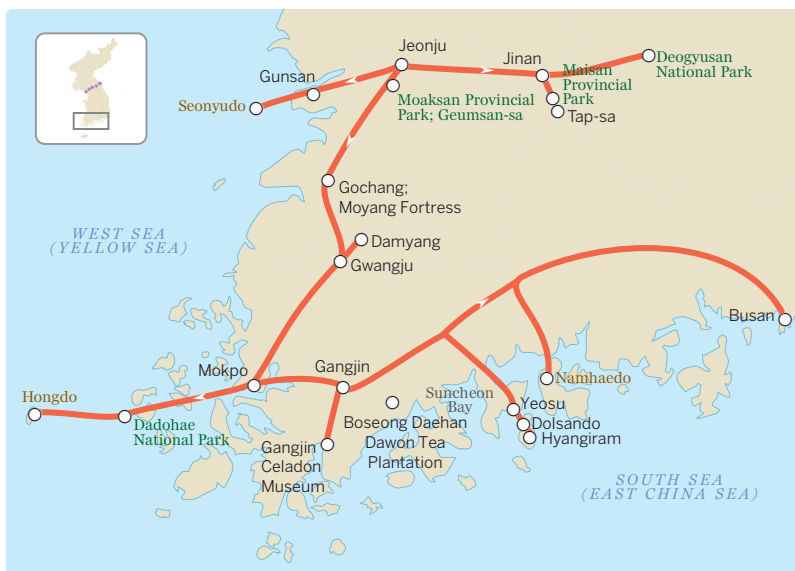 Jeonju
Jinan
Deogyusan
National Park
Gunsan
Maisan
Provincial
Park
Seonyudo
Moaksan Provincial
Park; Geumsan-sa
Tap-sa
Gochang;
Moyang Fortress
WEST SEA
(YELLOW SEA)
Damyang
Gwangju
Busan
Mokpo
Gangjin
Namhaedo
Hongdo
Suncheon
Bay
Yeosu
Dadohae
National Park
Boseong Daehan
Dawon Tea
Plantation
Dolsando
Hyangiram
Gangjin
Celadon
Museum
SOUTH SEA
(EAST CHINA SEA)